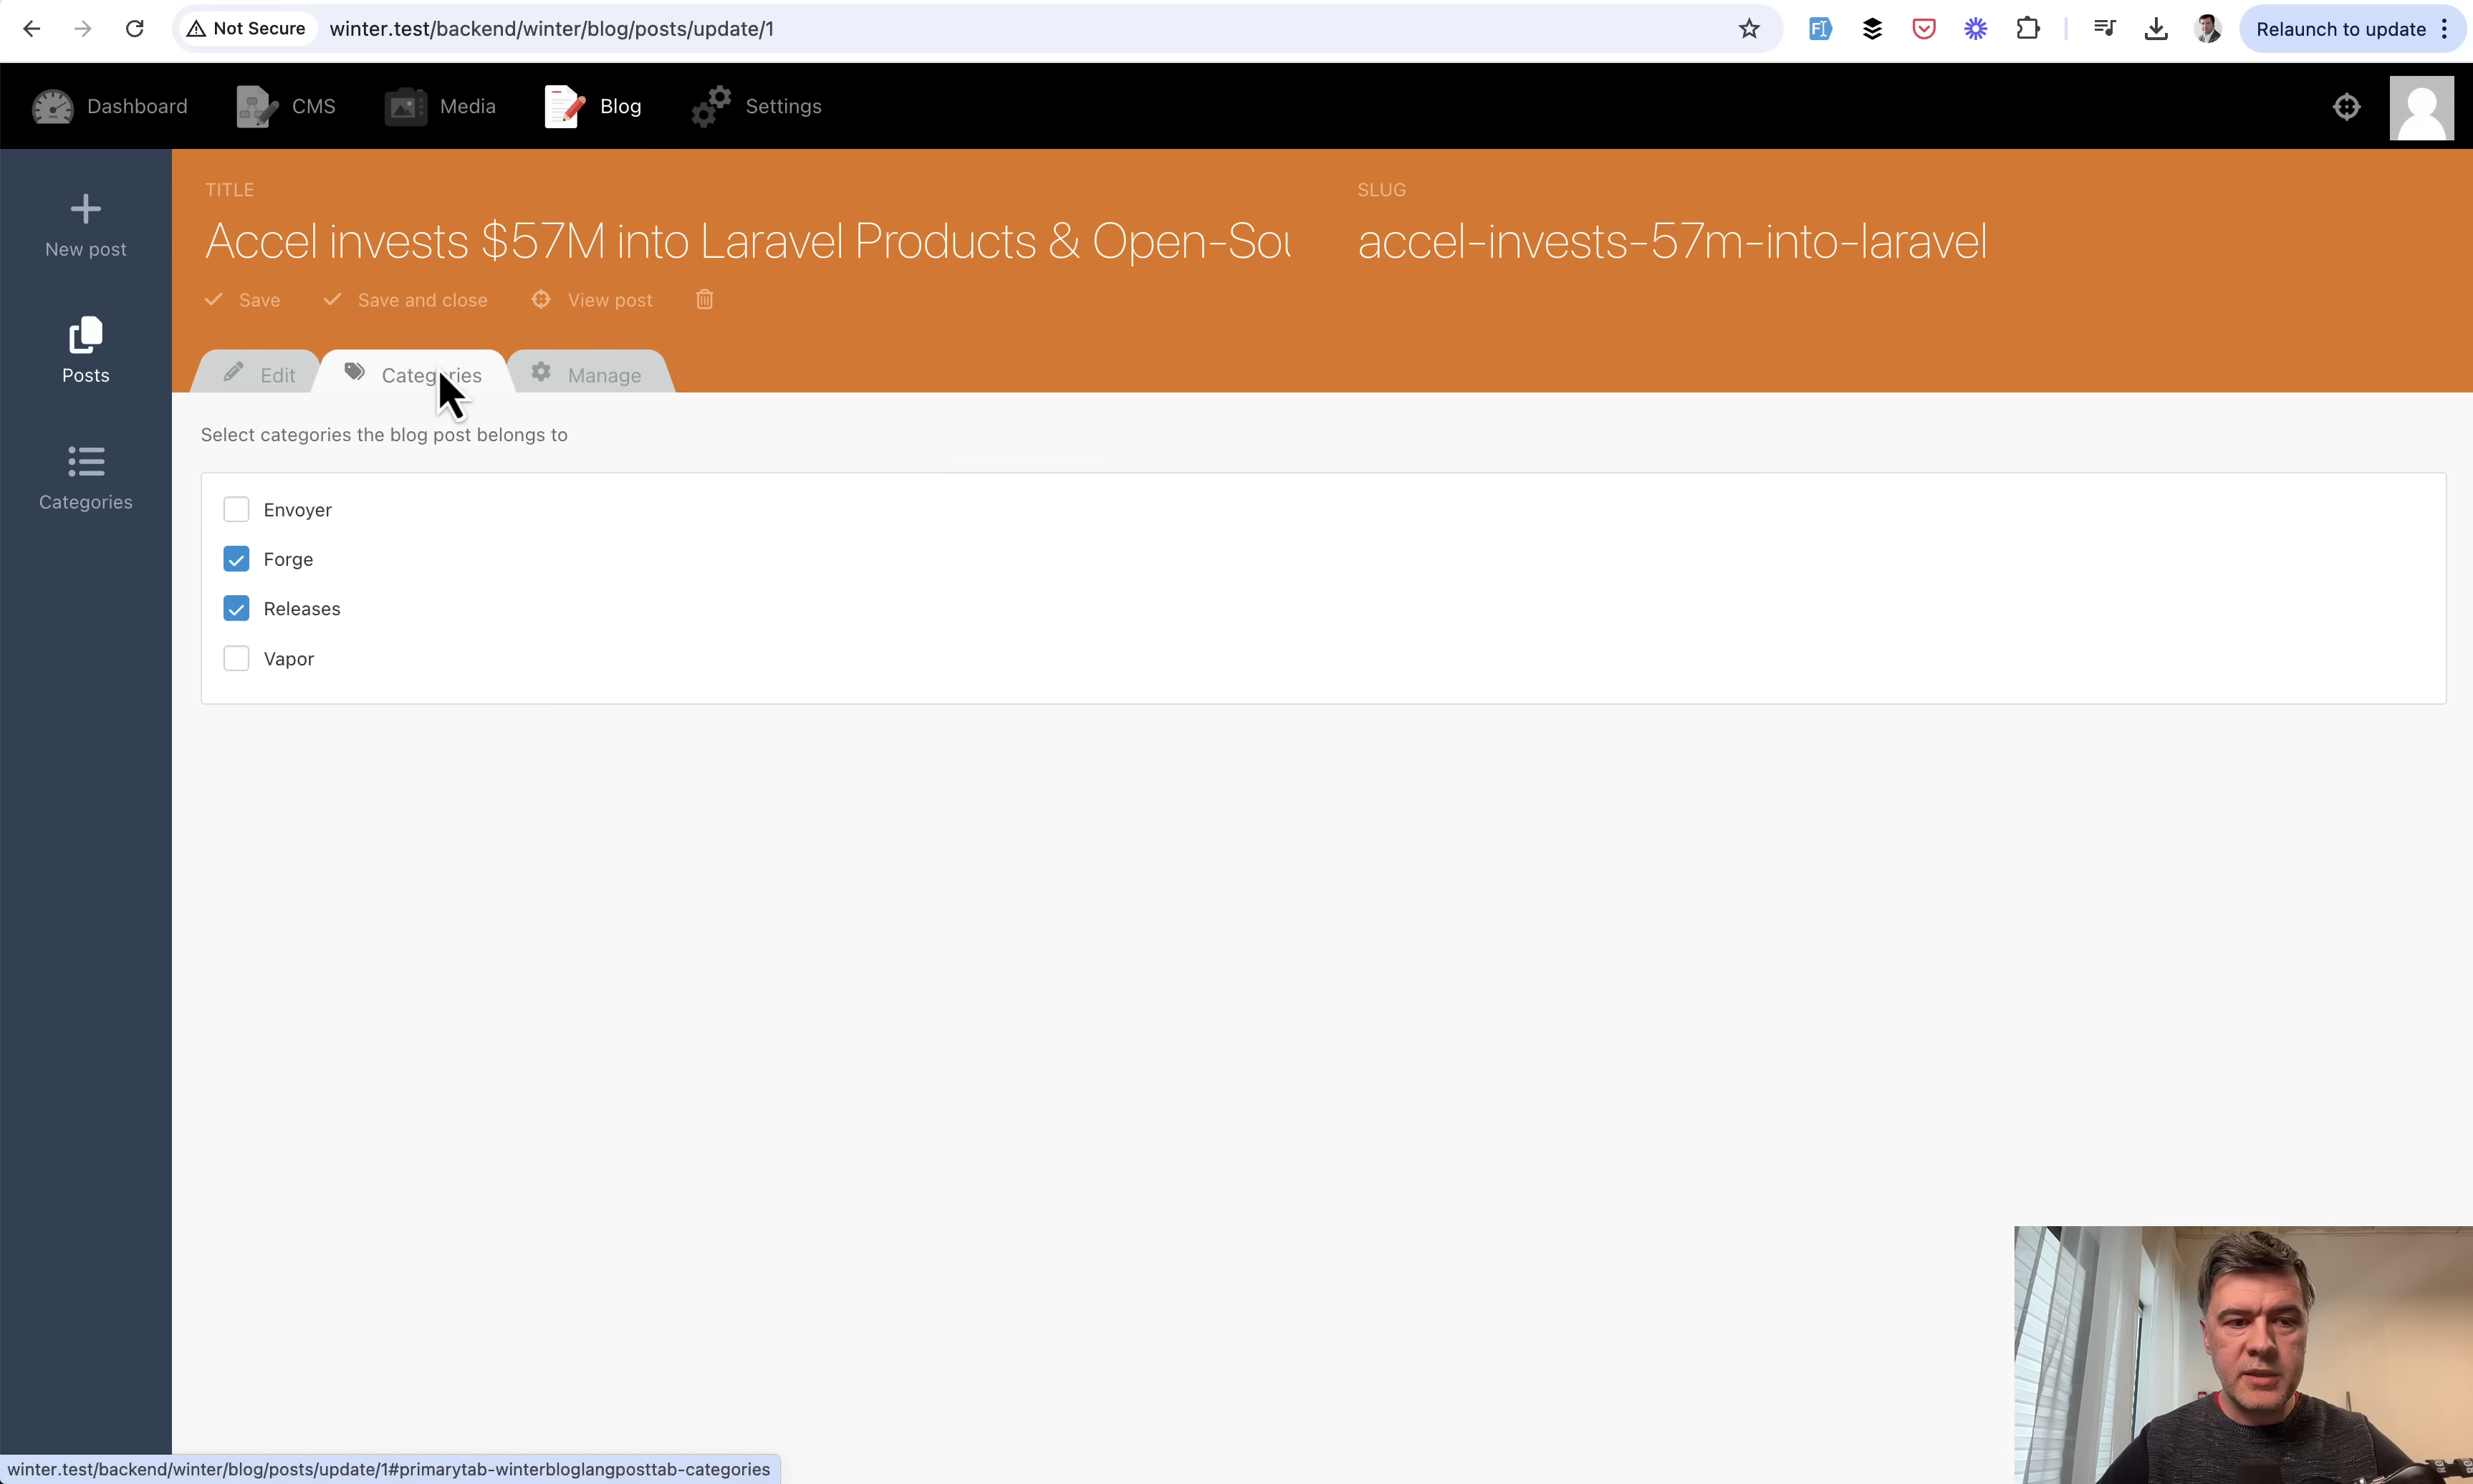 Not Secure winter.test/backend/winter/blog/posts/update/1 Relaunch to update
Dashboard CMS Media Blog Settings
New post
Posts
Categories
TITLE SLUG
Accel invests $57M into Laravel Products & Open-Sou accel-invests-57m-into-laravel
Save Save and close View post
Edit Categories Manage
Select categories the blog post belongs to
Envoyer
Forge
Releases
Vapor
winter.test/backend/winter/blog/posts/update/1#primarytab-winterbloglangposttab-categories